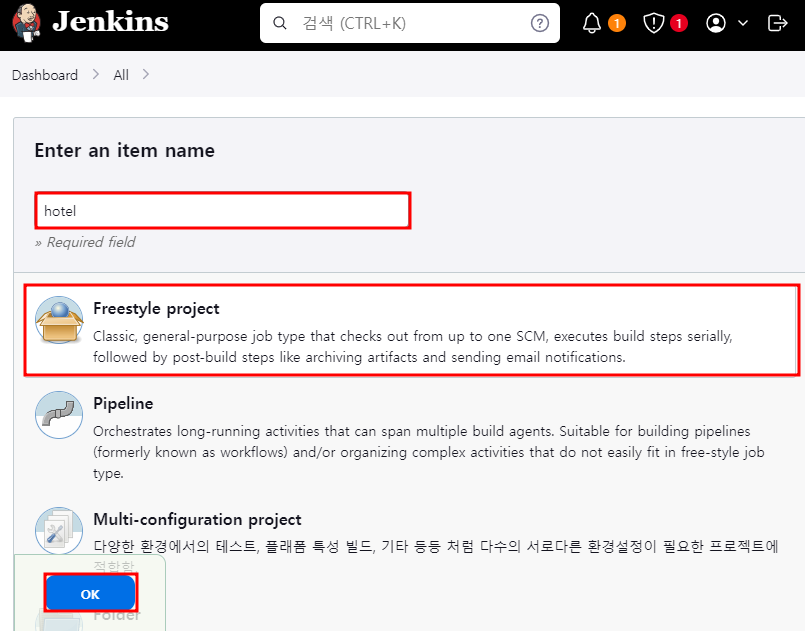 Jenkins
검색 (CTRL+K)
?
1
1
Dashboard > All >
Enter an item name
hotel
» Required field
Freestyle project
Classic, general-purpose job type that checks out from up to one SCM, executes build steps serially,
followed by post-build steps like archiving artifacts and sending email notifications.
Pipeline
Orchestrates long-running activities that can span multiple build agents. Suitable for building pipelines
(formerly known as workflows) and/or organizing complex activities that do not easily fit in free-style job
type.
Multi-configuration project
다양한 환경에서의 테스트, 플래폼 특성 빌드, 기타 등등 처럼 다수의 서로다른 환경설정이 필요한 프로젝트에
적합함
OK
Folder